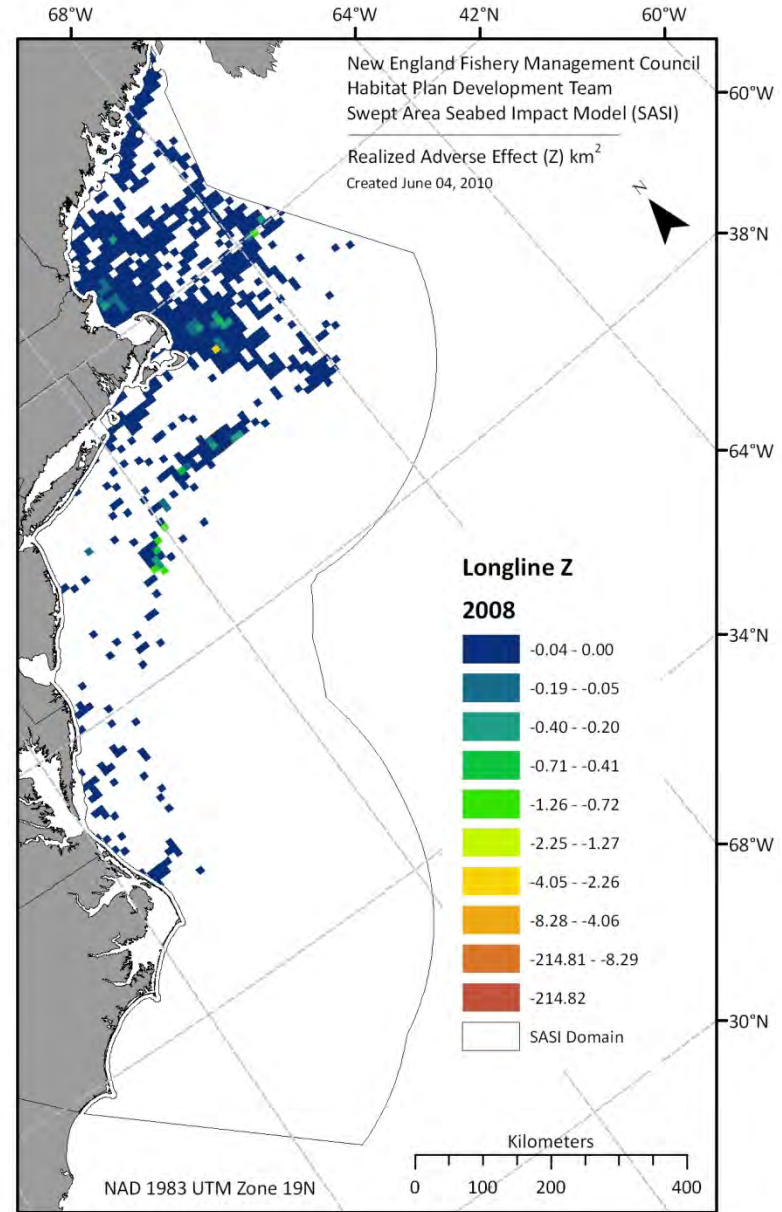 68°W 64°W 42°N 60°W
New England Fishery Management Council
Habitat Plan Development Team
Swept Area Seabed Impact Model (SASI)
Realized Adverse Effect (Z) km²
Created June 04, 2010
N
60°W
38°N
64°W
34°N
68°W
30°N
Longline Z
2008
-0.04 - 0.00
-0.19 - -0.05
-0.40 - -0.20
-0.71 - -0.41
-1.26 - -0.72
-2.25 - -1.27
-4.05 - -2.26
-8.28 - -4.06
-214.81 - -8.29
-214.82
SASI Domain
Kilometers
0 100 200 400
NAD 1983 UTM Zone 19N